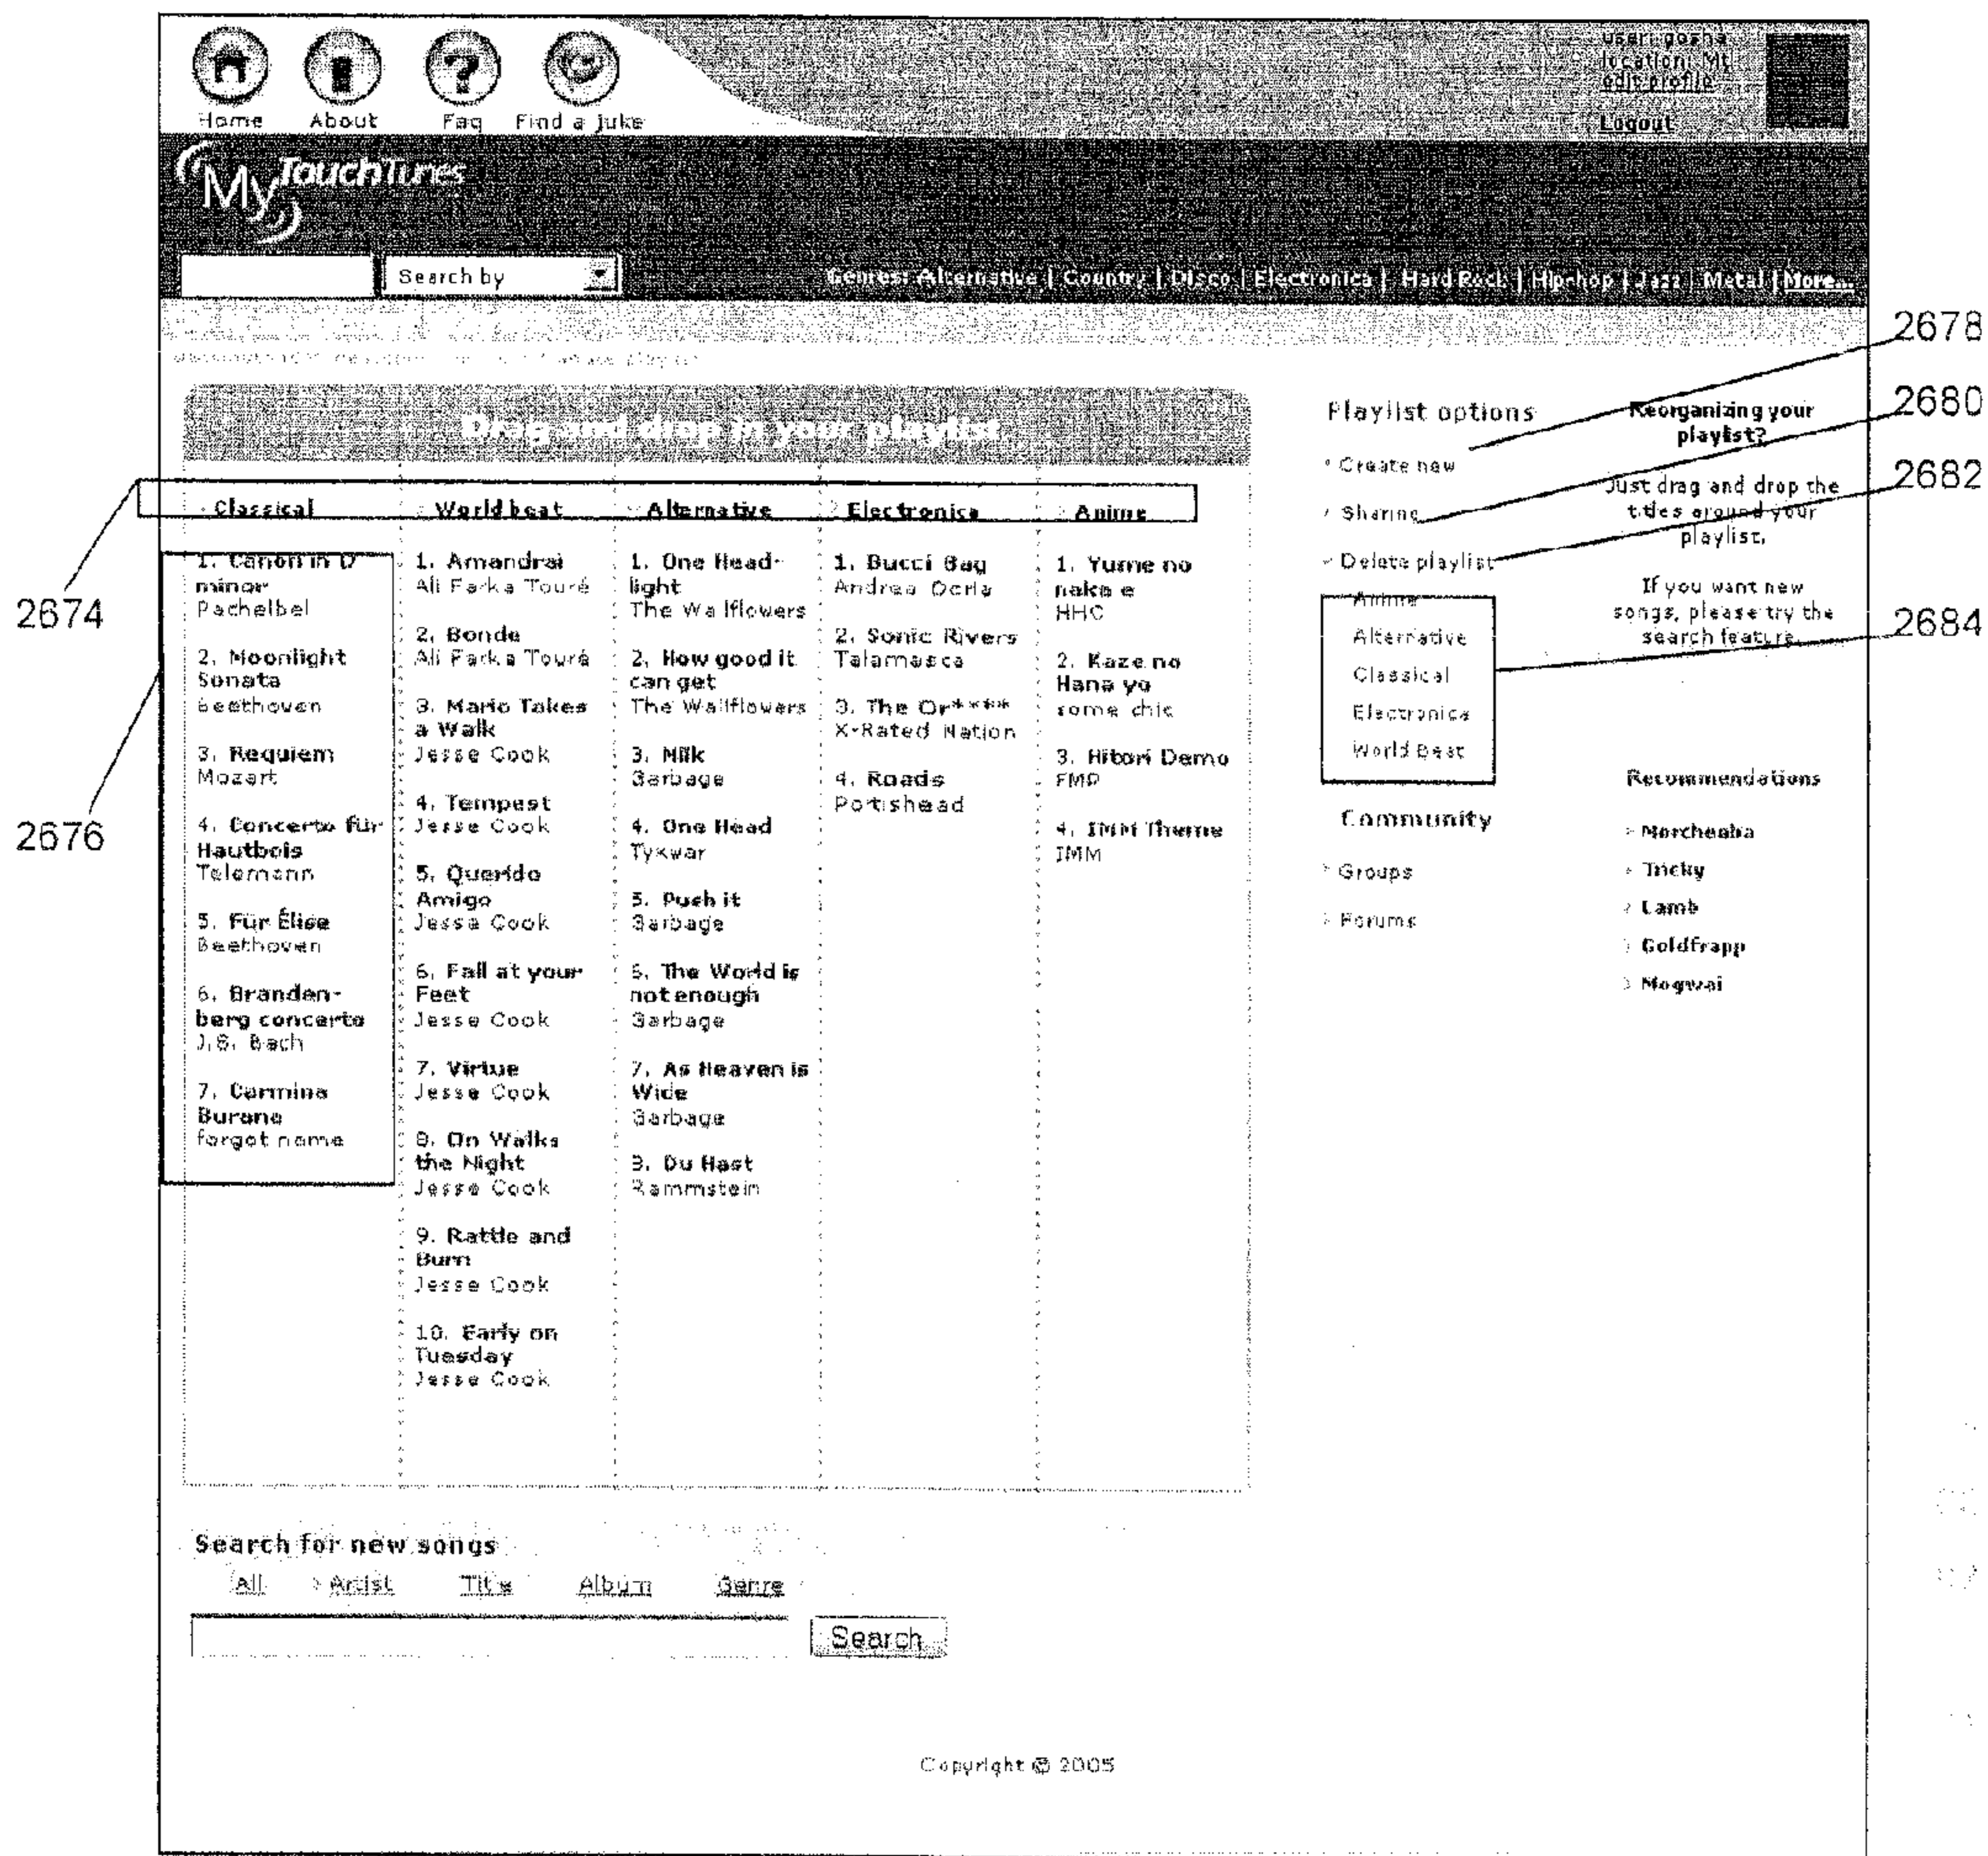 Home About Faq Find a juke
user: gosha
location: Mtl
edit profile
Logout
My TouchTunes
Search by
Genres: Alternative | Country | Disco | Electronica | Hard Rock | Hiphop | Jazz | Metal | More...
Drag and drop in your playlist
Classical World beat Alternative Electronica Anime
1. Canon in D
minor
Pachelbel
2. Moonlight
Sonata
Beethoven
3. Requiem
Mozart
4. Concerto für
Hautbois
Telemann
5. Für Élise
Beethoven
6. Branden-
berg concerto
J.S. Bach
7. Carmina
Burana
forgot name
1. Amandrai
Ali Farka Touré
2. Bonde
Ali Farka Touré
3. Mario Takes
a Walk
Jesse Cook
4. Tempest
Jesse Cook
5. Querido
Amigo
Jesse Cook
6. Fall at your
Feet
Jesse Cook
7. Virtue
Jesse Cook
8. On Walks
the Night
Jesse Cook
9. Rattle and
Burn
Jesse Cook
10. Early on
Tuesday
Jesse Cook
1. One Head-
light
The Wallflowers
2. How good it
can get
The Wallflowers
3. Milk
Garbage
4. One Head
Tykwar
5. Push it
Garbage
6. The World is
not enough
Garbage
7. As Heaven is
Wide
Garbage
8. Du Hast
Rammstein
1. Bucci Bag
Andrea Doria
2. Sonic Rivers
Talamasca
3. The Or****
X-Rated Nation
4. Roads
Portishead
1. Yume no
naka e
HHC
2. Kaze no
Hana yo
some chic
3. Hitori Demo
FMP
4. IMM Theme
IMM
Playlist options
Create new
Sharing
Delete playlist
Anime
Alternative
Classical
Electronica
World Beat
Community
Groups
Forums
Reorganizing your
playlist?
Just drag and drop the
titles around your
playlist.
If you want new
songs, please try the
search feature.
Recommendations
Morcheeba
Tricky
Lamb
Goldfrapp
Mogwai
2674
2676
2678
2680
2682
2684
Search for new songs
All Artist Title Album Genre
Search
Copyright © 2005